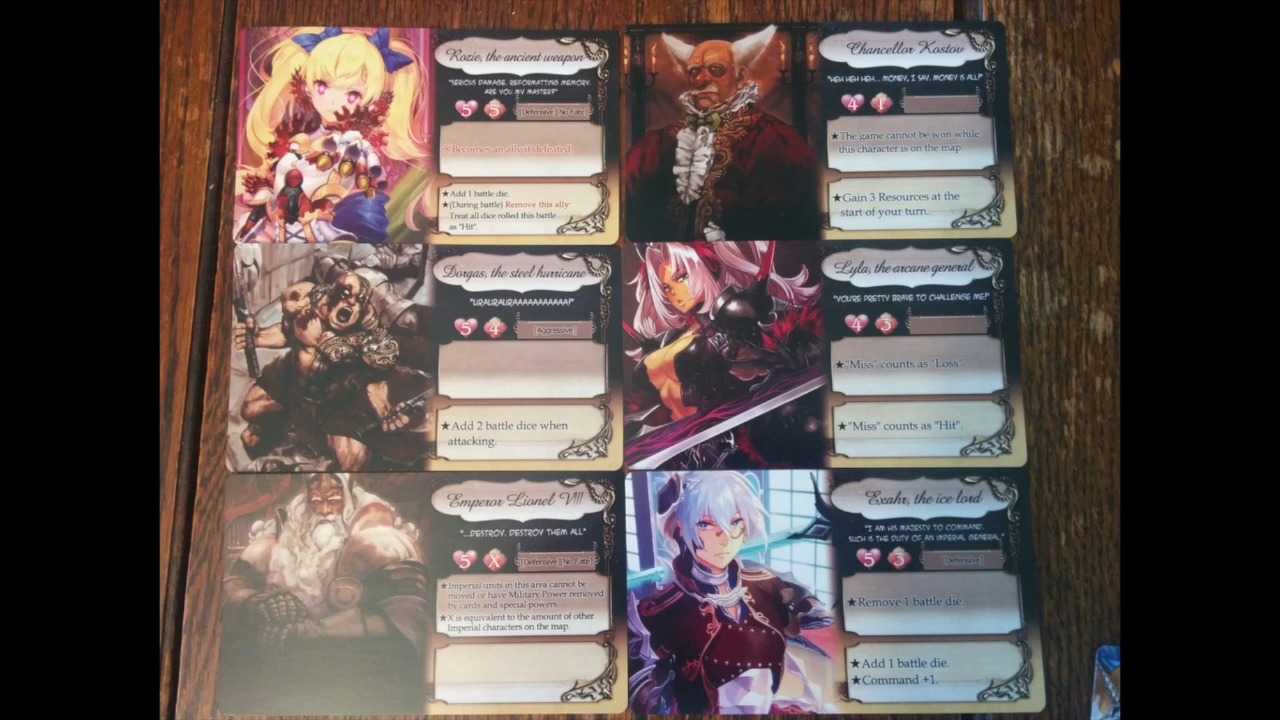 Rozie, the ancient weapon
"SERIOUS DAMAGE. REFORMATTING MEMORY.
ARE YOU MY MASTER?"
5 5 [Defensive][No Fate]
※Becomes an ally if defeated.
★Add 1 battle die.
★(During battle) Remove this ally:
Treat all dice rolled this battle
as "Hit".
Chancellor Kostov
"HEH HEH HEH... MONEY, I SAY. MONEY IS ALL!"
4 1
★The game cannot be won while
this character is on the map.
★Gain 3 Resources at the
start of your turn.
Dorgas, the steel hurricane
"URAURAURAAAAAAAAAAA!"
5 4 [Aggressive]
★Add 2 battle dice when
attacking.
Lyla, the arcane general
"YOU'RE PRETTY BRAVE TO CHALLENGE ME!"
4 3
★"Miss" counts as "Loss"
★"Miss" counts as "Hit".
Emperor Lionel VIII
"...DESTROY. DESTROY THEM ALL"
5 X [Defensive][No Fate]
★Imperial units in this area cannot be
moved or have Military Power removed
by cards and special powers.
★X is equivalent to the amount of other
Imperial characters on the map.
Exahr, the ice lord
"I AM HIS MAJESTY TO COMMAND.
SUCH IS THE DUTY OF AN IMPERIAL GENERAL."
5 3 [Defensive]
★Remove 1 battle die
★Add 1 battle die.
★Command +1.